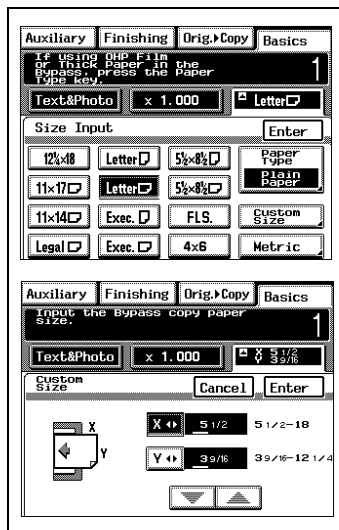 Auxiliary Finishing Orig.▸Copy Basics
If using OHP Film
or Thick Paper in the
Bypass, press the Paper
Type key.
1
Text&Photo x 1.000 Letter
Size Input Enter
12¼×18 Letter 5½×8½ Paper Type
11×17 Letter 5½×8½ Plain Paper
11×14 Exec. FLS. Custom Size
Legal Exec. 4×6 Metric
Auxiliary Finishing Orig.▸Copy Basics
Input the Bypass copy paper
size.
1
Text&Photo x 1.000 X 5 1/2
Y 3 9/16
Custom
Size
Cancel Enter
X X 5 1/2 5 1/2-18
Y Y 3 9/16 3 9/16-12 1/4